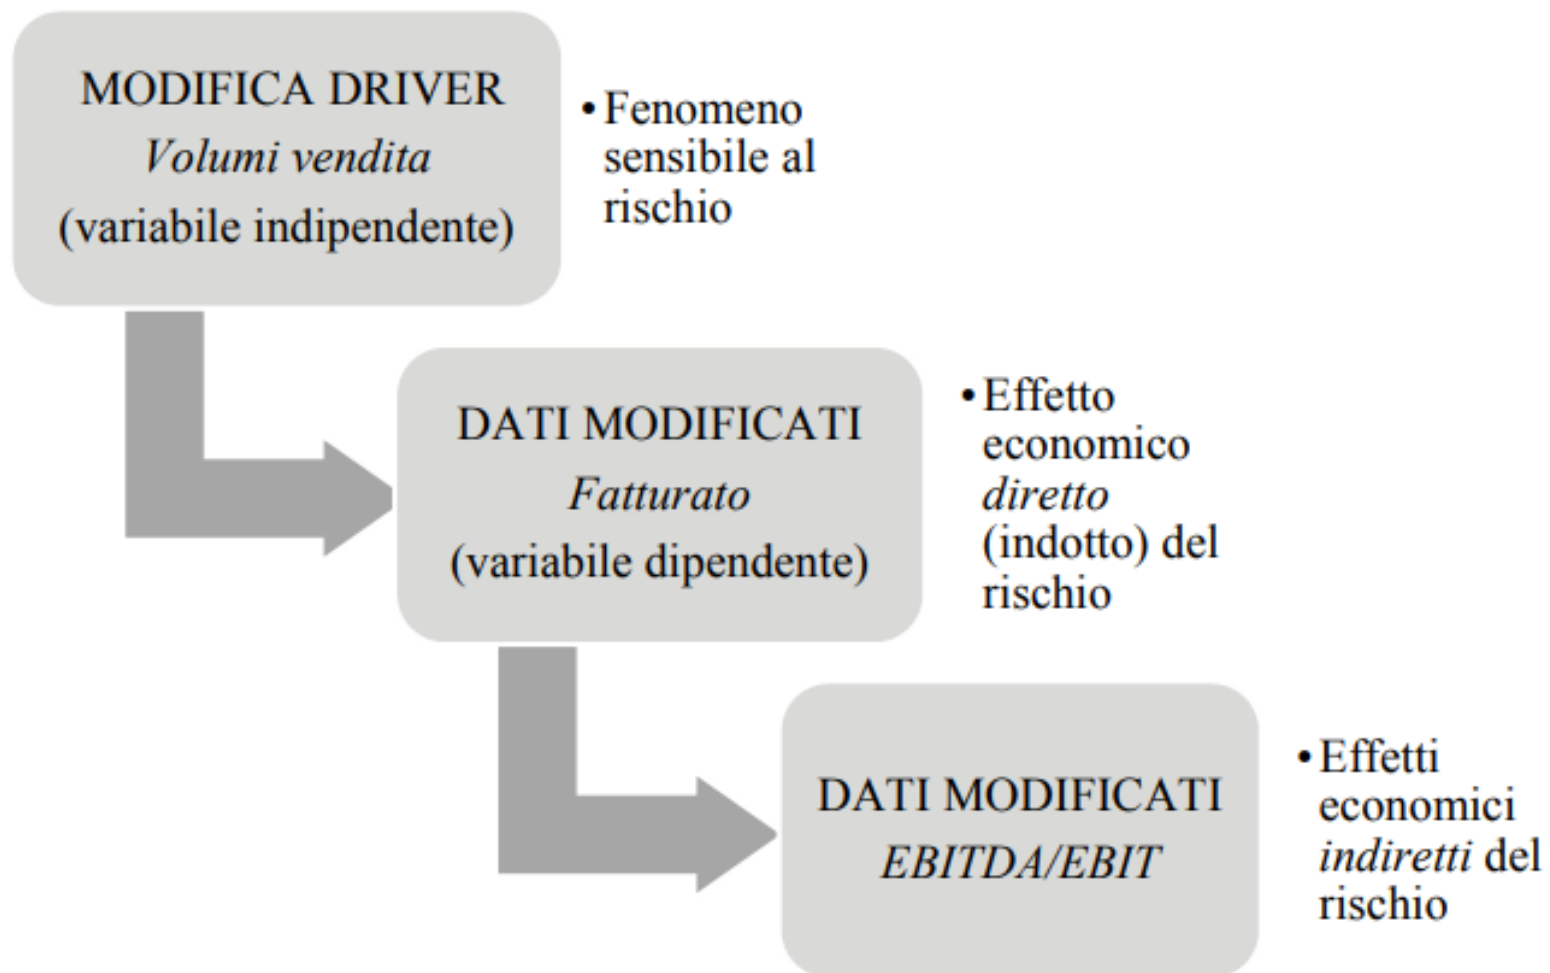 MODIFICA DRIVER
Volumi vendita
(variabile indipendente)
• Fenomeno
sensibile al
rischio
DATI MODIFICATI
Fatturato
(variabile dipendente)
• Effetto
economico
diretto
(indotto) del
rischio
DATI MODIFICATI
EBITDA/EBIT
• Effetti
economici
indiretti del
rischio